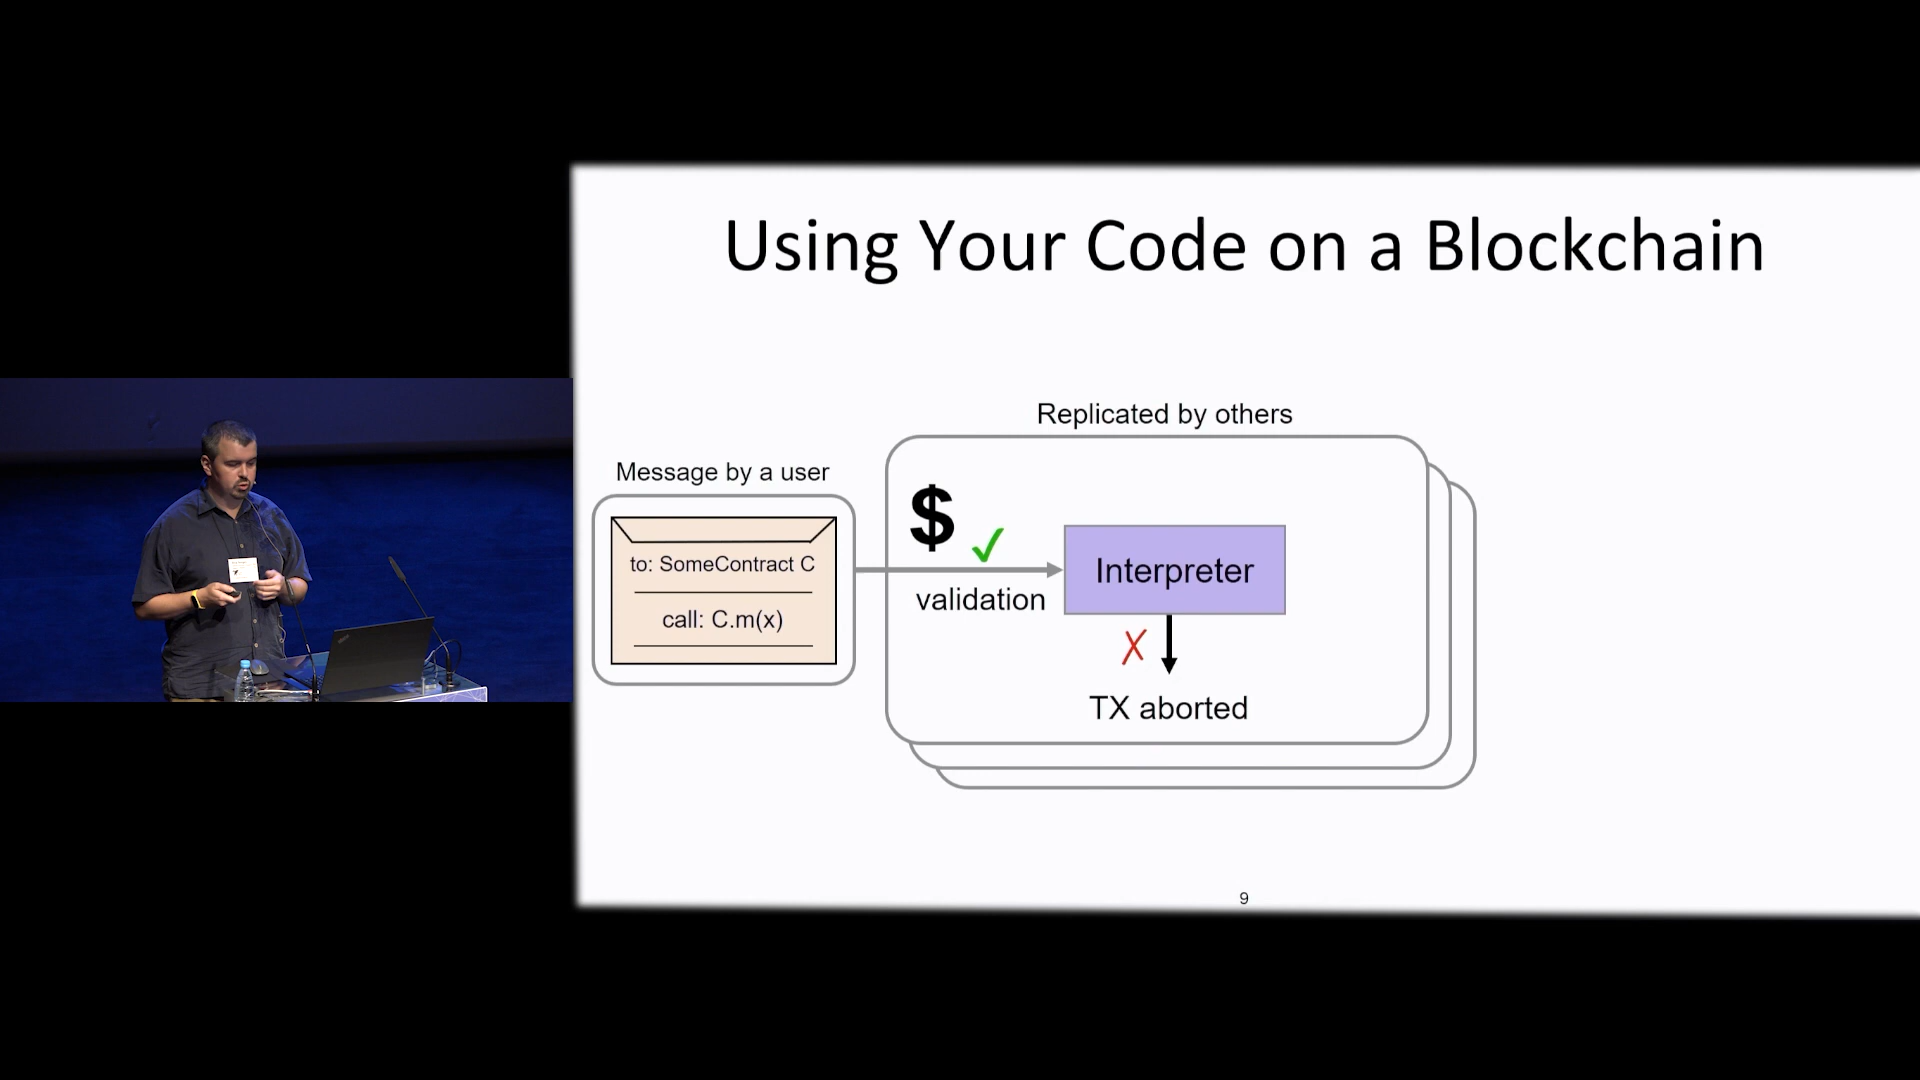 Using Your Code on a Blockchain
Replicated by others
Message by a user
$
to: SomeContract C
call: C.m(x)
validation
Interpreter
TX aborted
9